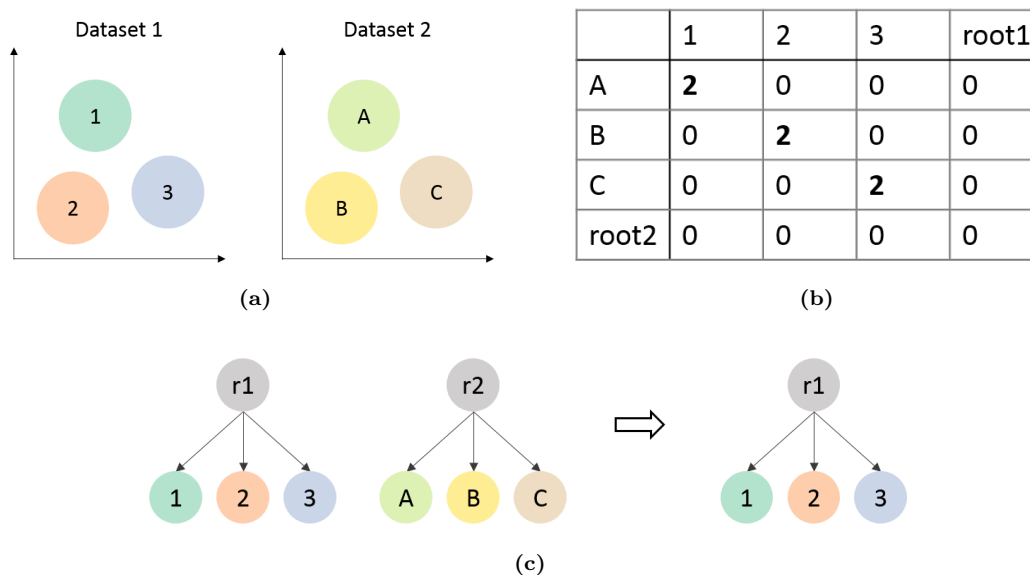 Dataset 1
1
2
3
Dataset 2
A
B
C
(a)
1 2 3 root1
A 2 0 0 0
B 0 2 0 0
C 0 0 2 0
root2 0 0 0 0
(b)
r1
1 2 3
r2
A B C
r1
1 2 3
(c)